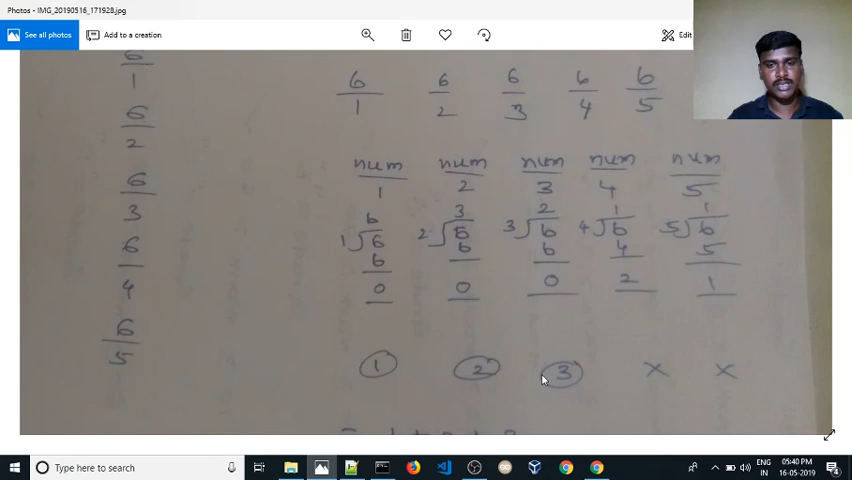 Photos - IMG_20190516_171928.jpg
See all photos
Add to a creation
Edit
6/1
6/2
6/3
6/4
6/5
6/1 6/2 6/3 6/4 6/5
num/1 num/2 num/3 num/4 num/5
6 3 2 1 1
1)6 2)6 3)6 4)6 5)6
6 6 6 4 5
0 0 0 2 1
1 2 3 × ×
Type here to search
ENG
IN
05:40 PM
16-05-2019
4